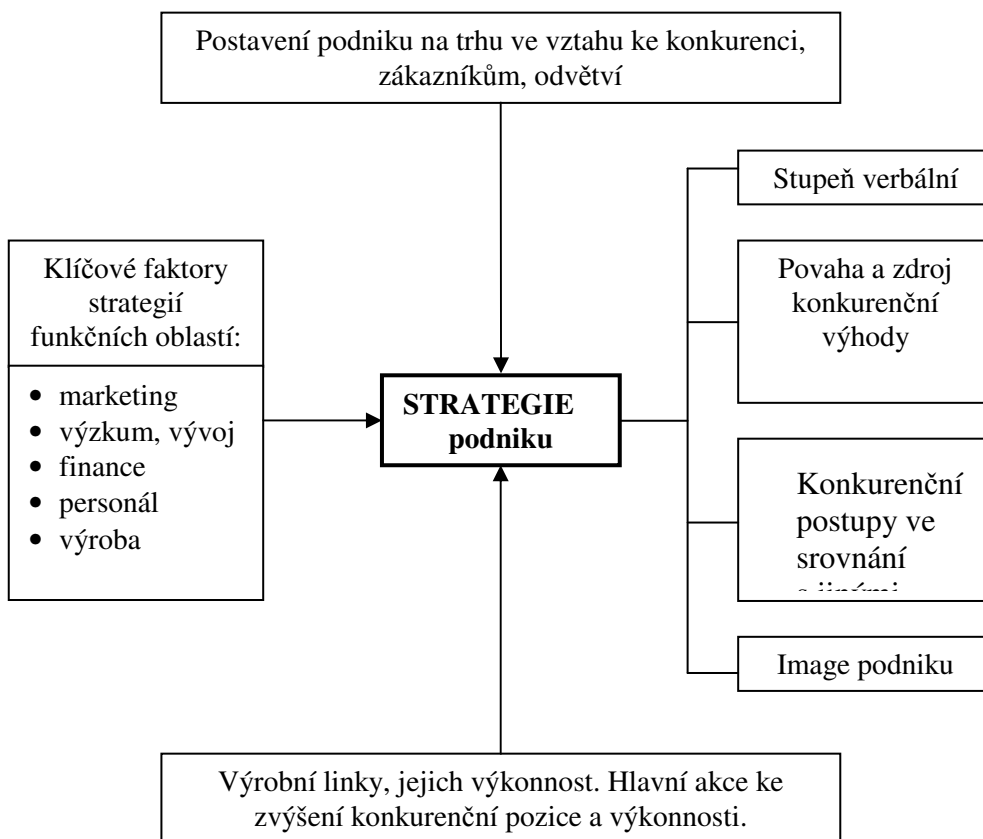 Postavení podniku na trhu ve vztahu ke konkurenci,
zákazníkům, odvětví
Stupeň verbální
Klíčové faktory
strategií
funkčních oblastí:
• marketing
• výzkum, vývoj
• finance
• personál
• výroba
STRATEGIE
podniku
Povaha a zdroj
konkurenční
výhody
Konkurenční
postupy ve
srovnání
Image podniku
Výrobní linky, jejich výkonnost. Hlavní akce ke
zvýšení konkurenční pozice a výkonnosti.